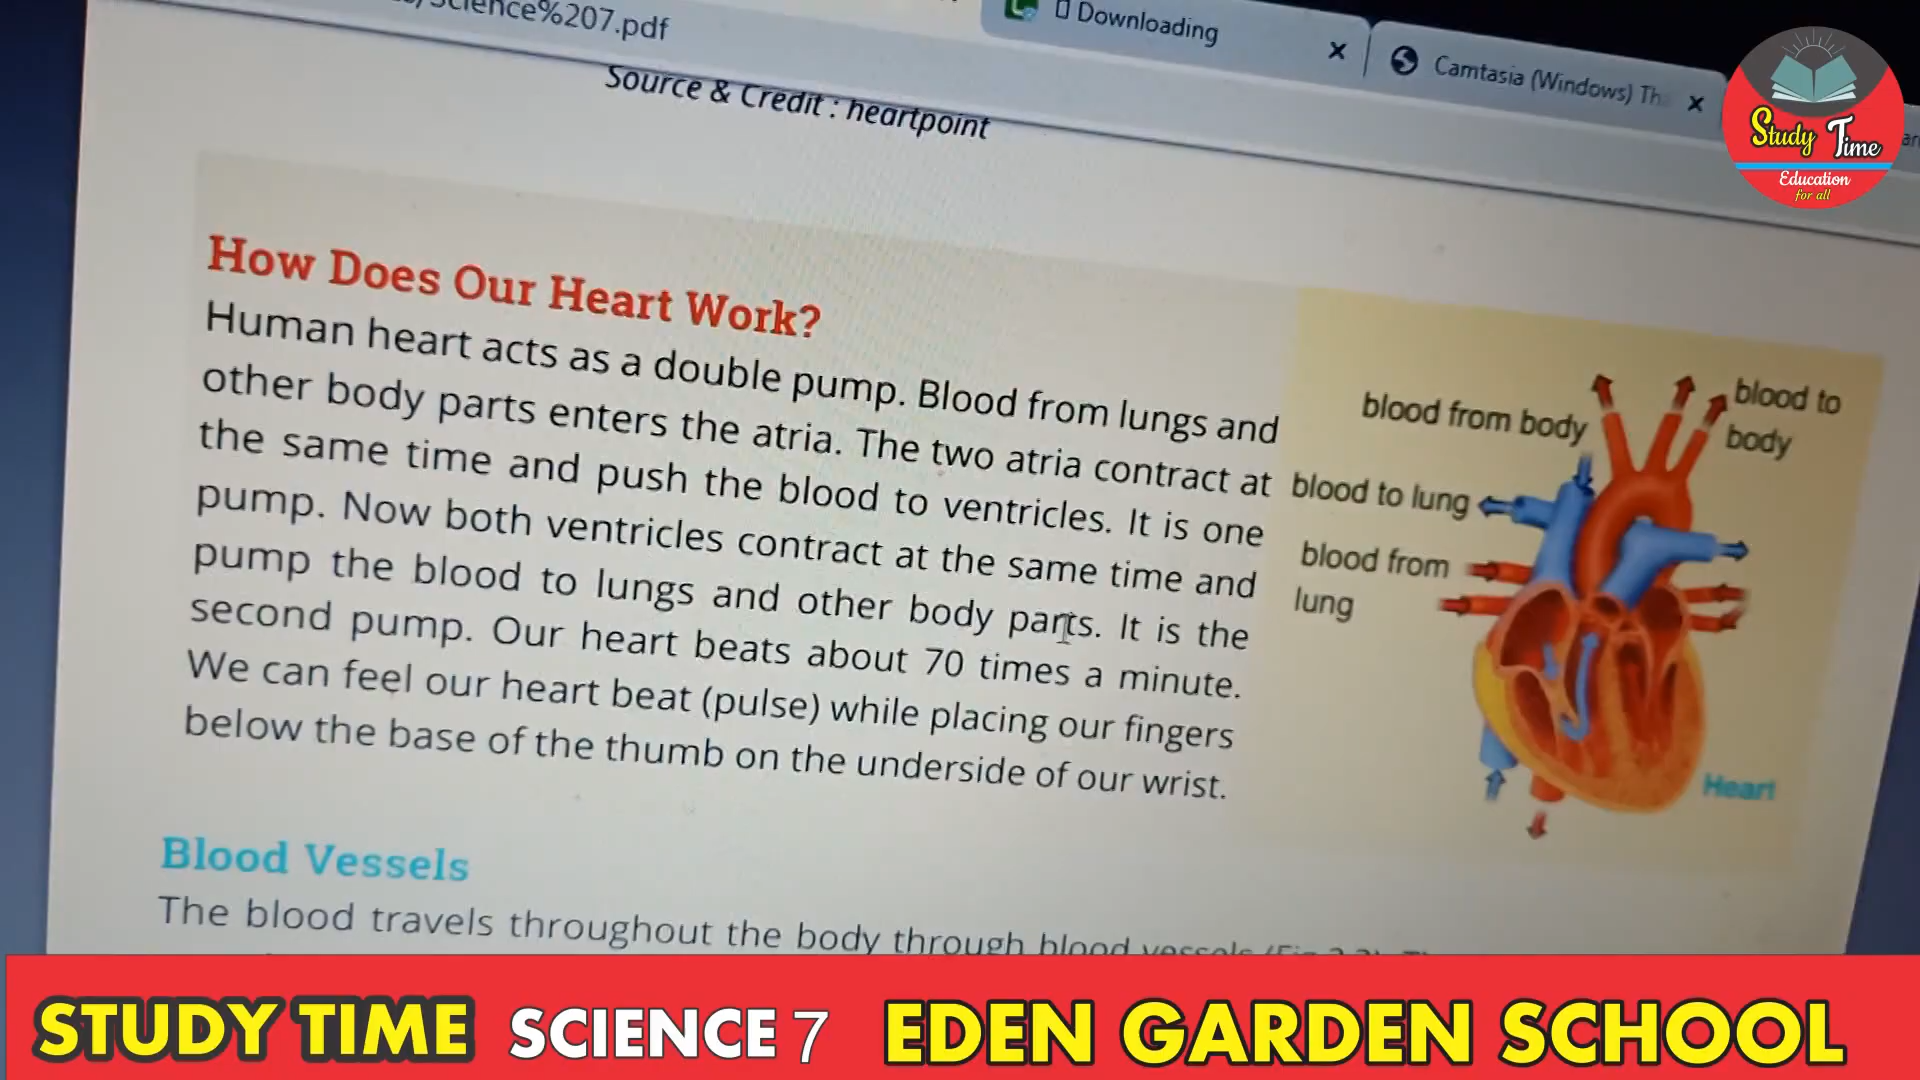 Science%207.pdf
Downloading
Camtasia (Windows) Th
Source & Credit : heartpoint
Study Time
Education
for all
How Does Our Heart Work?
Human heart acts as a double pump. Blood from lungs and
other body parts enters the atria. The two atria contract at
the same time and push the blood to ventricles. It is one
pump. Now both ventricles contract at the same time and
pump the blood to lungs and other body parts. It is the
second pump. Our heart beats about 70 times a minute.
We can feel our heart beat (pulse) while placing our fingers
below the base of the thumb on the underside of our wrist.
blood from body
blood to
body
blood to lung
blood from
lung
Heart
Blood Vessels
The blood travels throughout the body through blood vessels
STUDY TIME SCIENCE 7 EDEN GARDEN SCHOOL